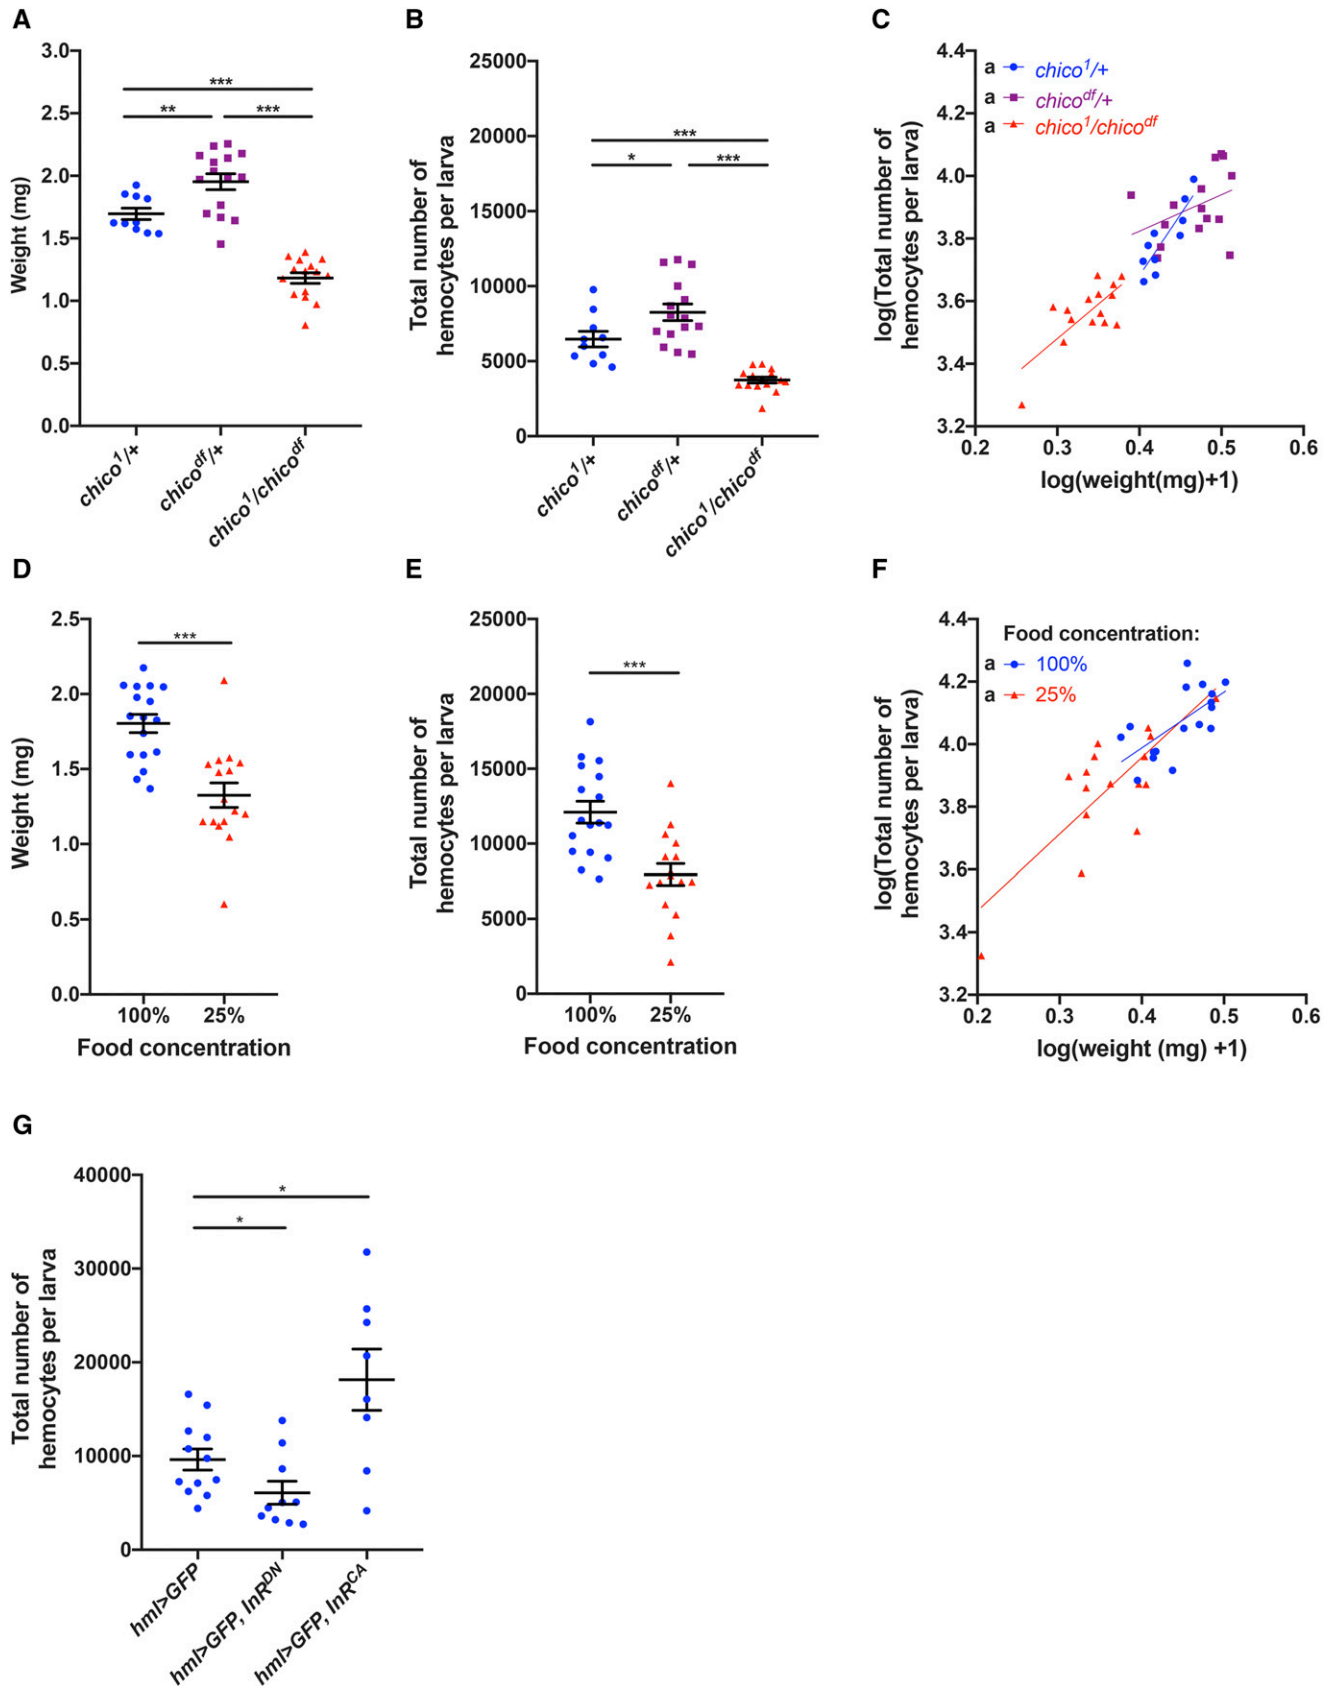 A
Weight (mg)
3.0
2.5
2.0
1.5
1.0
0.5
0.0
***
** ***
chico1/+
chicodf/+
chico1/chicodf
B
Total number of
hemocytes per larva
25000
20000
15000
10000
5000
0
***
* ***
chico1/+
chicodf/+
chico1/chicodf
C
log(Total number of
hemocytes per larva)
4.4
4.2
4.0
3.8
3.6
3.4
3.2
a chico1/+
a chicodf/+
a chico1/chicodf
0.2 0.3 0.4 0.5 0.6
log(weight(mg)+1)
D
Weight (mg)
2.5
2.0
1.5
1.0
0.5
0.0
***
100% 25%
Food concentration
E
Total number of
hemocytes per larva
25000
20000
15000
10000
5000
0
***
100% 25%
Food concentration
F
log(Total number of
hemocytes per larva)
4.4
4.2
4.0
3.8
3.6
3.4
3.2
Food concentration:
a 100%
a 25%
0.2 0.3 0.4 0.5 0.6
log(weight (mg) +1)
G
Total number of
hemocytes per larva
40000
30000
20000
10000
0
*
*
hml>GFP
hml>GFP, InRDN
hml>GFP, InRCA